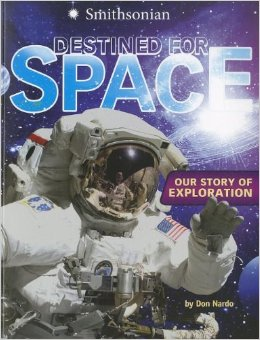 Smithsonian
DESTINED FOR
SPACE
OUR STORY OF
EXPLORATION
by Don Nardo